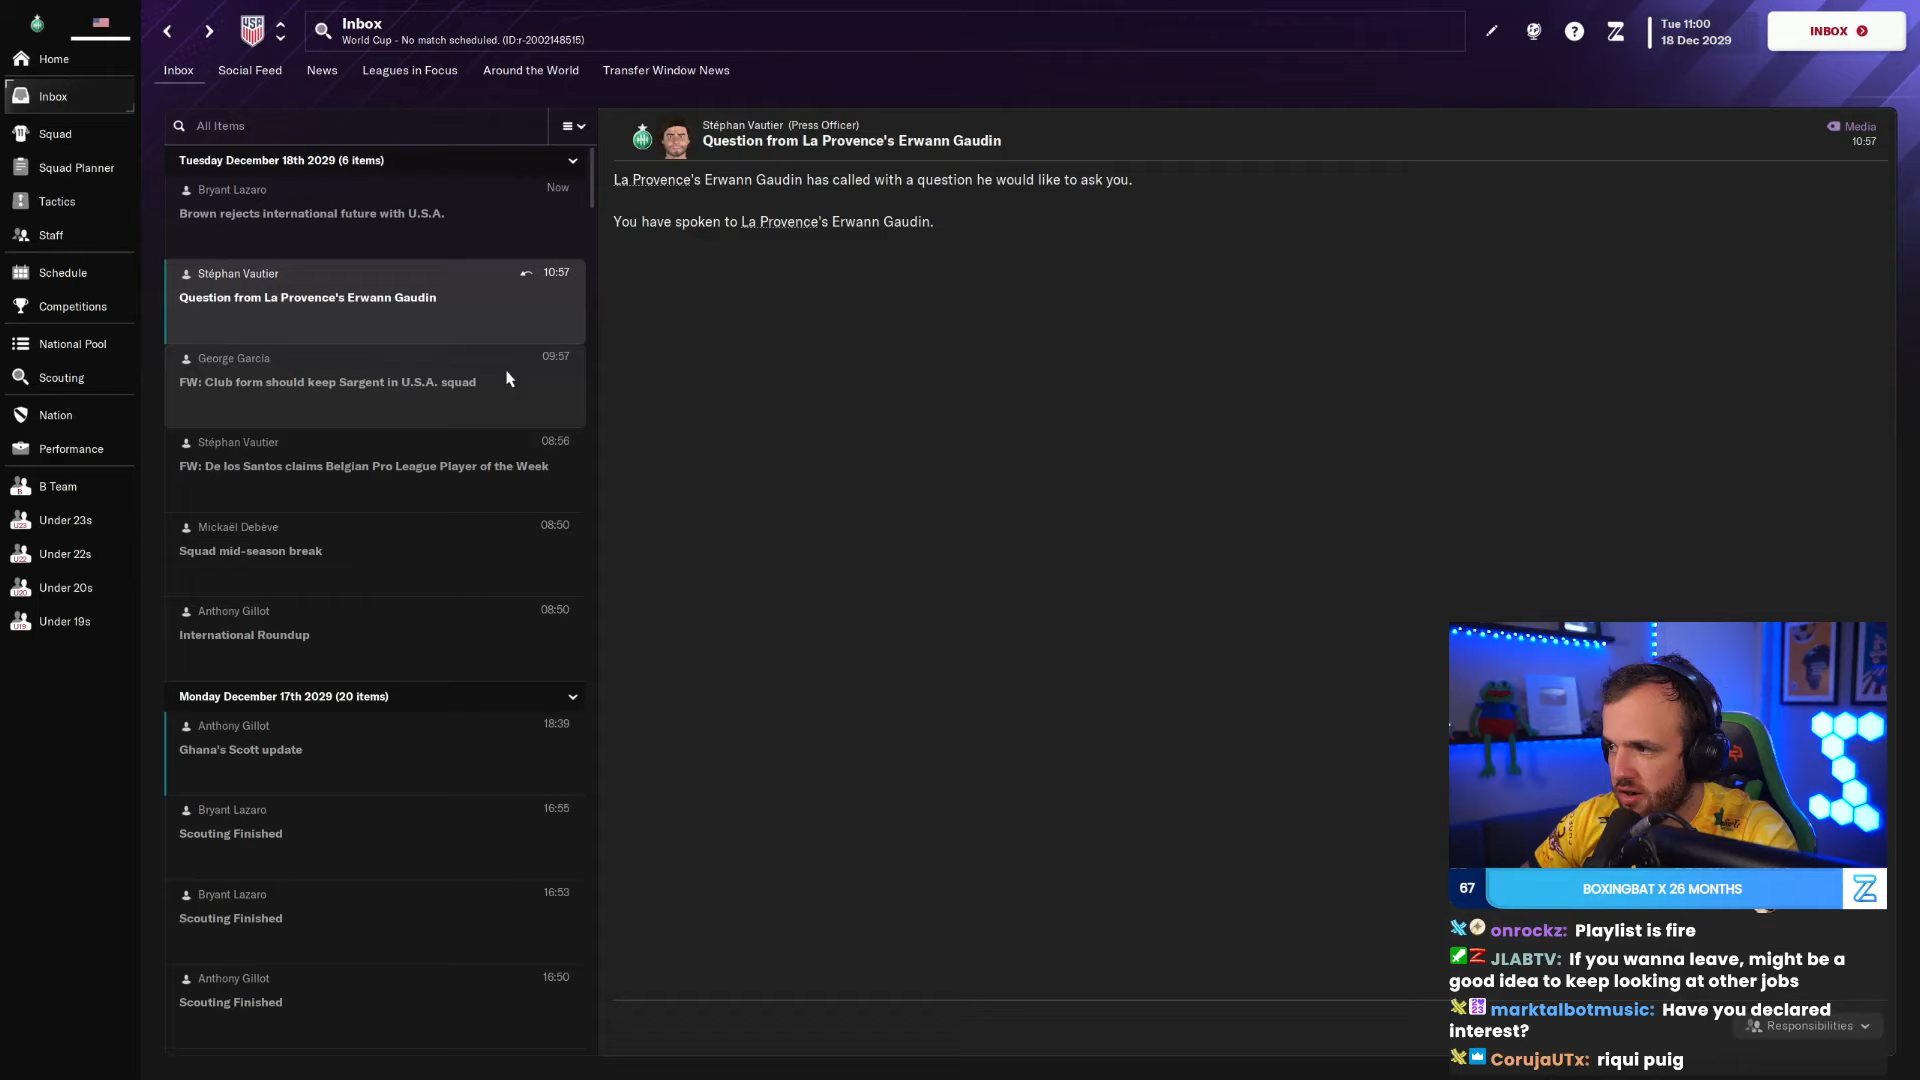 Inbox
World Cup - No match scheduled. (ID:r-2002148515)
Tue 11:00
18 Dec 2029
INBOX
Inbox
Social Feed
News
Leagues in Focus
Around the World
Transfer Window News
Home
Inbox
Squad
Squad Planner
Tactics
Staff
Schedule
Competitions
National Pool
Scouting
Nation
Performance
B Team
Under 23s
Under 22s
Under 20s
Under 19s
All Items
Tuesday December 18th 2029 (6 items)
Bryant Lazaro
Now
Brown rejects international future with U.S.A.
Stéphan Vautier
10:57
Question from La Provence's Erwann Gaudin
George García
09:57
FW: Club form should keep Sargent in U.S.A. squad
Stéphan Vautier
08:56
FW: De los Santos claims Belgian Pro League Player of the Week
Mickaël Debève
08:50
Squad mid-season break
Anthony Gillot
08:50
International Roundup
Monday December 17th 2029 (20 items)
Anthony Gillot
18:39
Ghana's Scott update
Bryant Lazaro
16:55
Scouting Finished
Bryant Lazaro
16:53
Scouting Finished
Anthony Gillot
16:50
Scouting Finished
Stéphan Vautier (Press Officer)
Question from La Provence's Erwann Gaudin
Media
10:57
La Provence's Erwann Gaudin has called with a question he would like to ask you.
You have spoken to La Provence's Erwann Gaudin.
67
BOXINGBAT X 26 MONTHS
onrockz: Playlist is fire
JLABTV: If you wanna leave, might be a
good idea to keep looking at other jobs
marktalbotmusic: Have you declared
interest?
Responsibilities
CorujaUTx: riqui puig